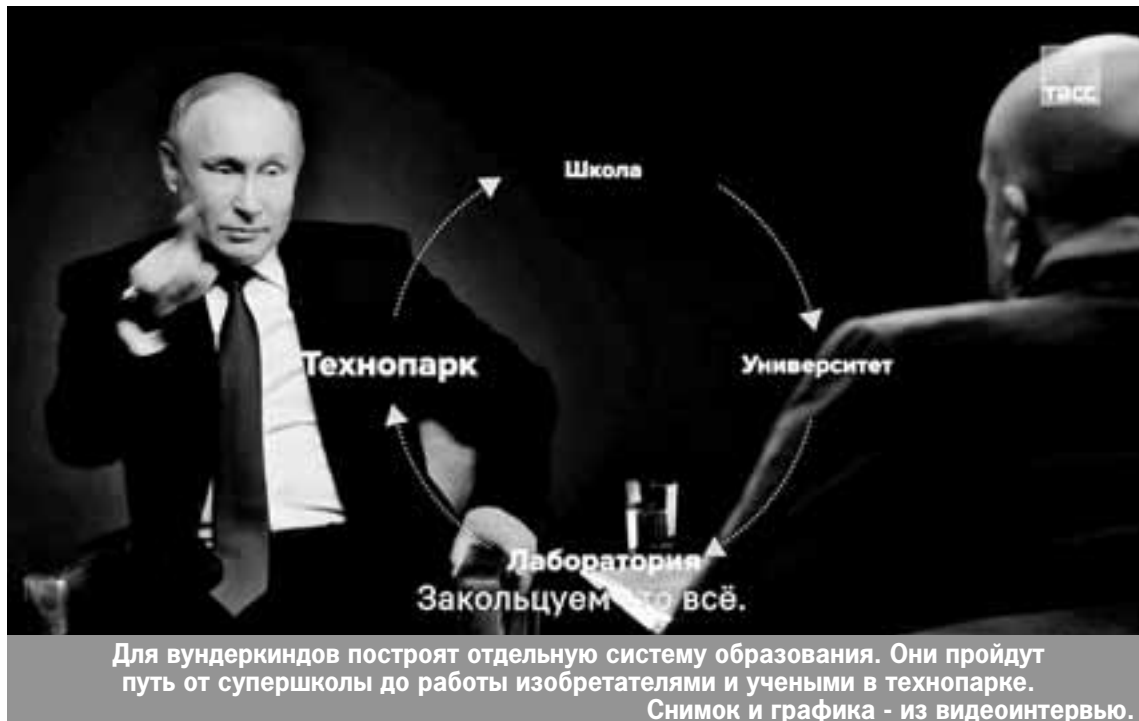 тасс
Школа
Технопарк
Университет
Лаборатория
Закольцуем это всё.
Для вундеркиндов построят отдельную систему образования. Они пройдут
путь от супершколы до работы изобретателями и учеными в технопарке.
Снимок и графика - из видеоинтервью.